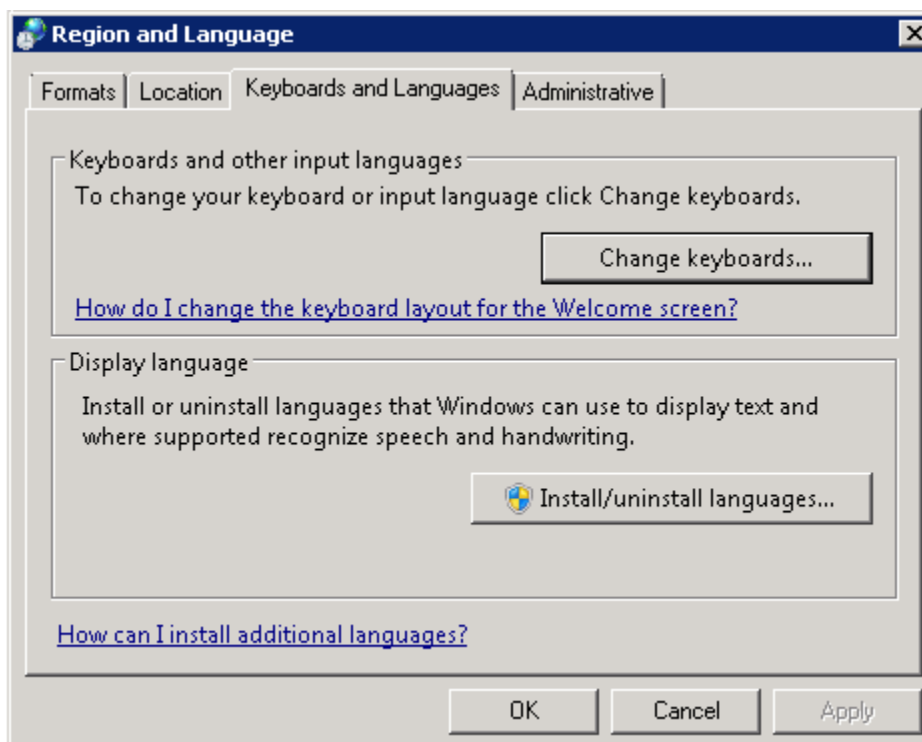 Region and Language
Formats Location Keyboards and Languages Administrative
Keyboards and other input languages
To change your keyboard or input language click Change keyboards.
Change keyboards...
How do I change the keyboard layout for the Welcome screen?
Display language
Install or uninstall languages that Windows can use to display text and
where supported recognize speech and handwriting.
Install/uninstall languages...
How can I install additional languages?
OK Cancel Apply